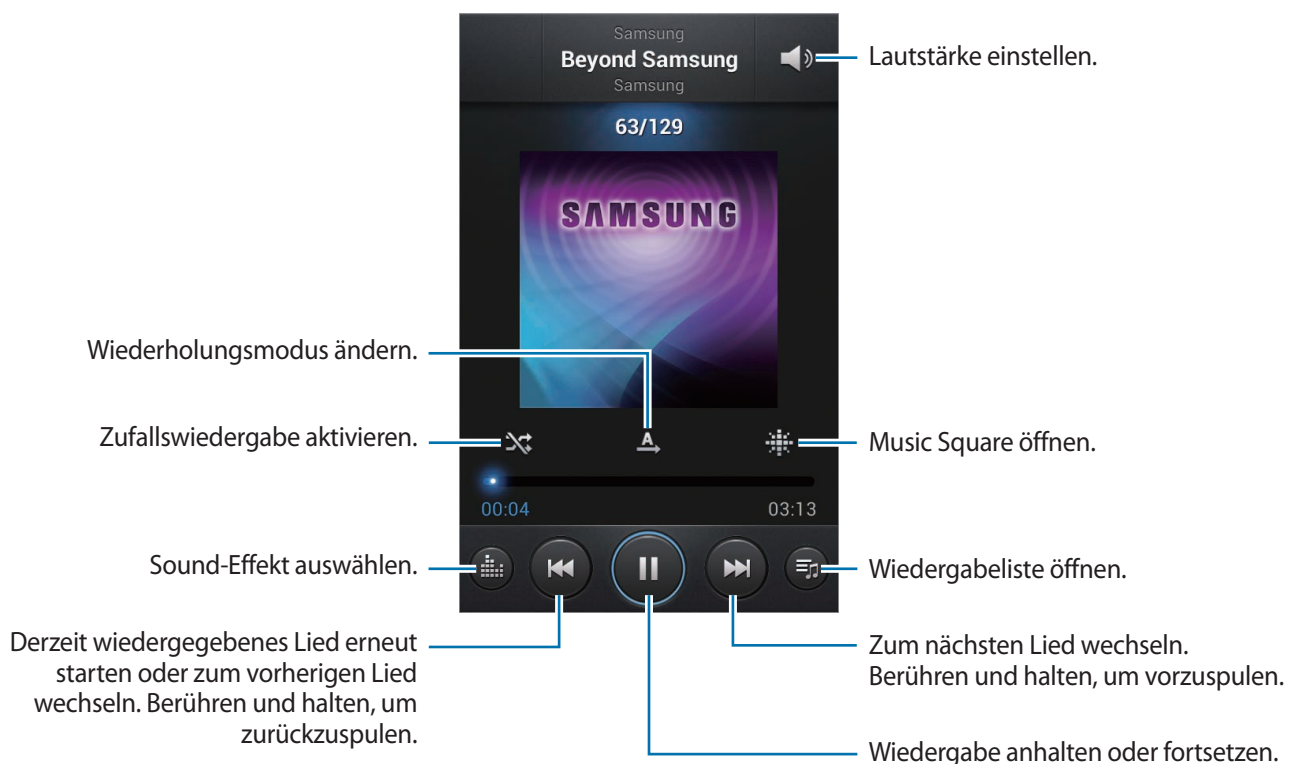 Samsung
Beyond Samsung
Samsung
Lautstärke einstellen.
63/129
SAMSUNG
Wiederholungsmodus ändern.
Zufallswiedergabe aktivieren.
A
Music Square öffnen.
00:04
03:13
Sound-Effekt auswählen.
Wiedergabeliste öffnen.
Derzeit wiedergegebenes Lied erneut
starten oder zum vorherigen Lied
wechseln. Berühren und halten, um
zurückzuspulen.
Zum nächsten Lied wechseln.
Berühren und halten, um vorzuspulen.
Wiedergabe anhalten oder fortsetzen.